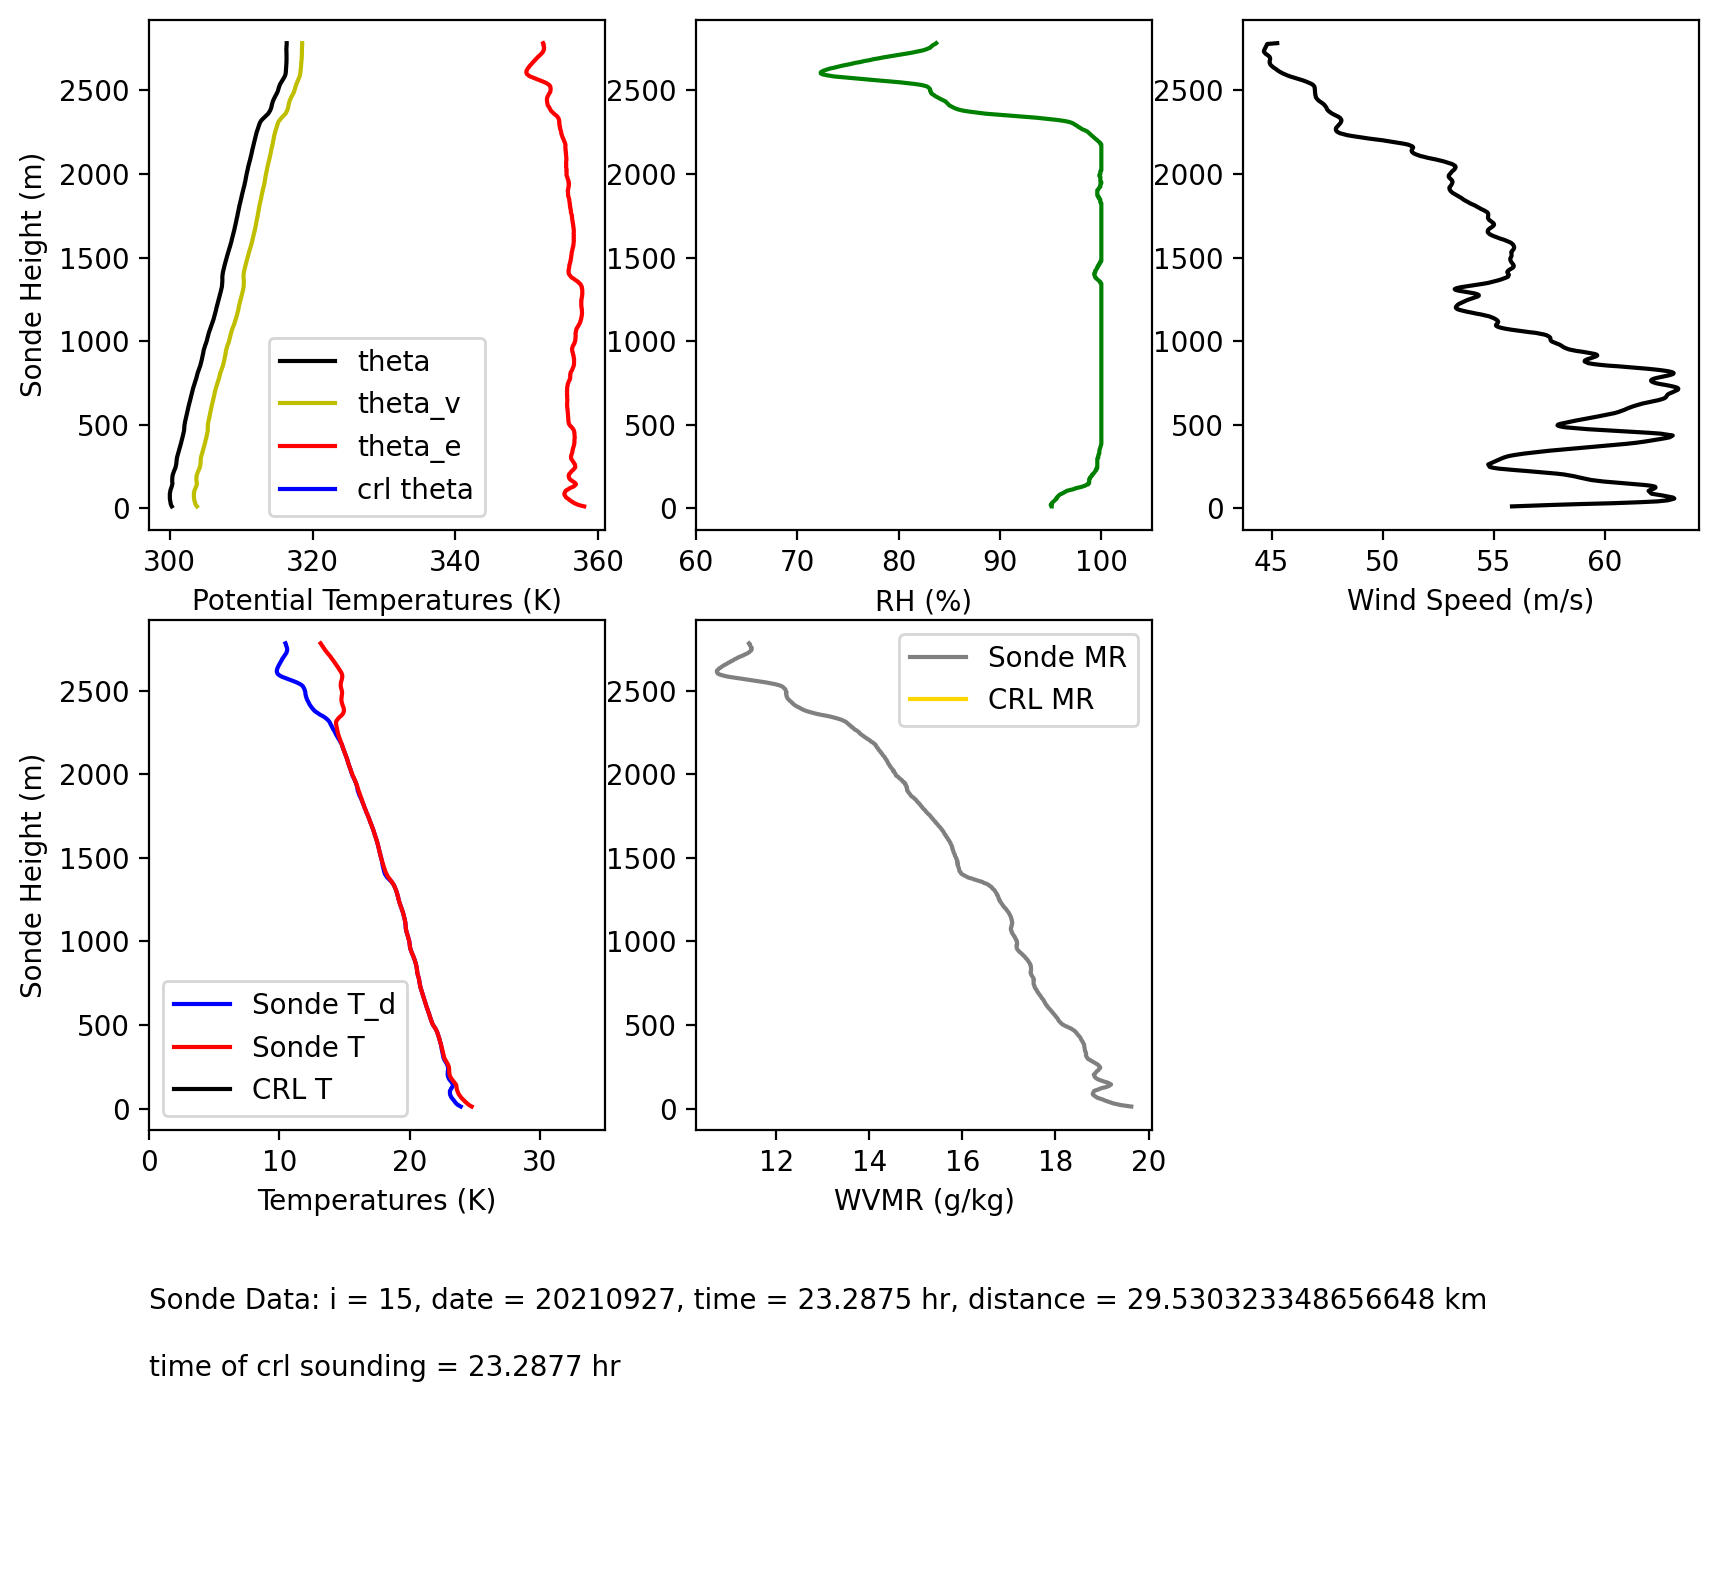 Sonde Height (m)
2500
2000
1500
1000
500
0
theta
theta_v
theta_e
crl theta
300 320 340 360
Potential Temperatures (K)
2500
2000
1500
1000
500
0
60 70 80 90 100
RH (%)
2500
2000
1500
1000
500
0
45 50 55 60
Wind Speed (m/s)
Sonde Height (m)
2500
2000
1500
1000
500
0
Sonde T_d
Sonde T
CRL T
0 10 20 30
Temperatures (K)
2500
2000
1500
1000
500
0
Sonde MR
CRL MR
12 14 16 18 20
WVMR (g/kg)
Sonde Data: i = 15, date = 20210927, time = 23.2875 hr, distance = 29.530323348656648 km
time of crl sounding = 23.2877 hr